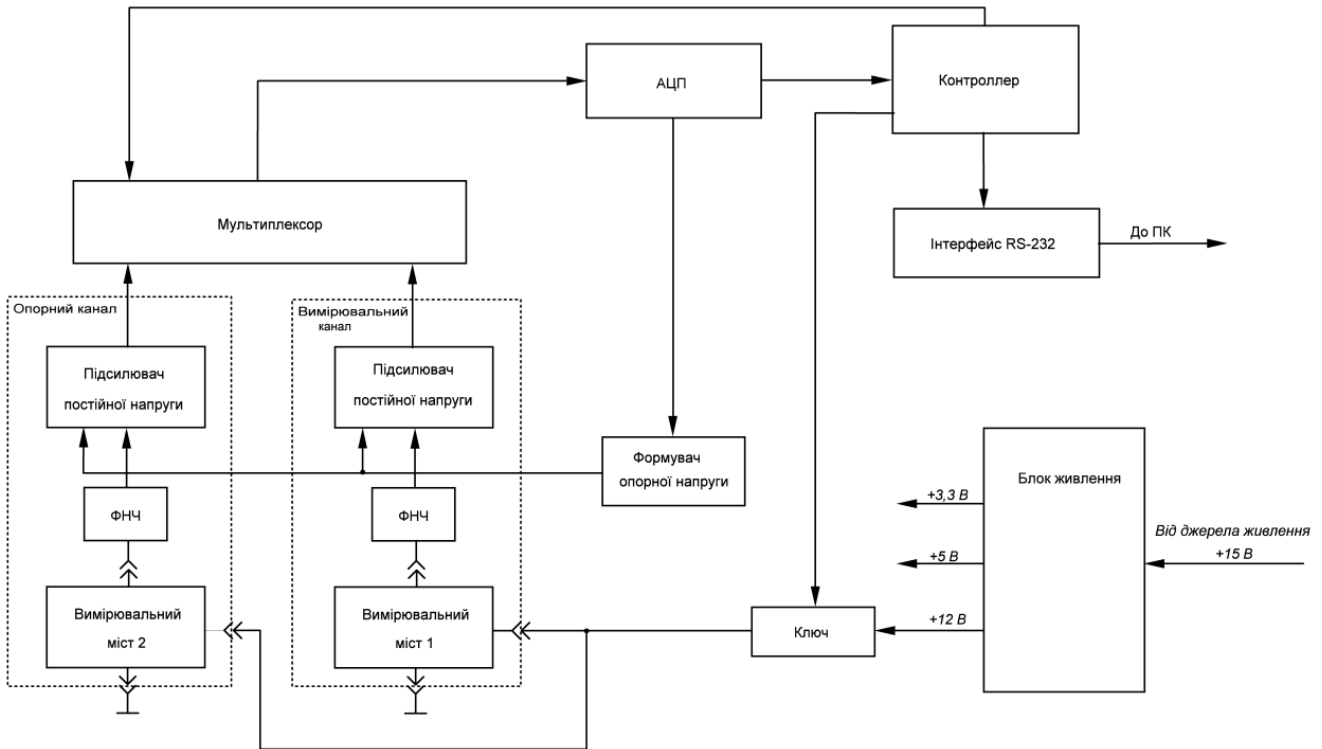 АЦП
Контроллер
Мультиплексор
Інтерфейс RS-232
До ПК
Опорний канал
Вимірювальний
канал
Підсилювач
постійної напруги
Підсилювач
постійної напруги
Формувач
опорної напруги
Блок живлення
ФНЧ
ФНЧ
+3,3 В
Від джерела живлення
+5 В
+15 В
Вимірювальний
міст 2
Вимірювальний
міст 1
Ключ
+12 В